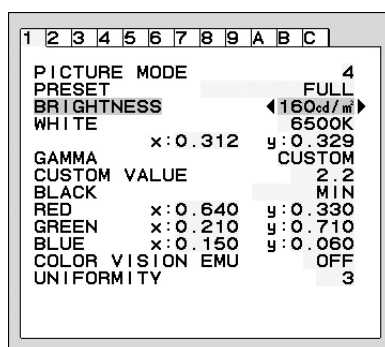 1 2 3 4 5 6 7 8 9 A B C
PICTURE MODE 4
PRESET FULL
BRIGHTNESS ◀160cd/㎡▶
WHITE 6500K
x:0.312 y:0.329
GAMMA CUSTOM
CUSTOM VALUE 2.2
BLACK MIN
RED x:0.640 y:0.330
GREEN x:0.210 y:0.710
BLUE x:0.150 y:0.060
COLOR VISION EMU OFF
UNIFORMITY 3